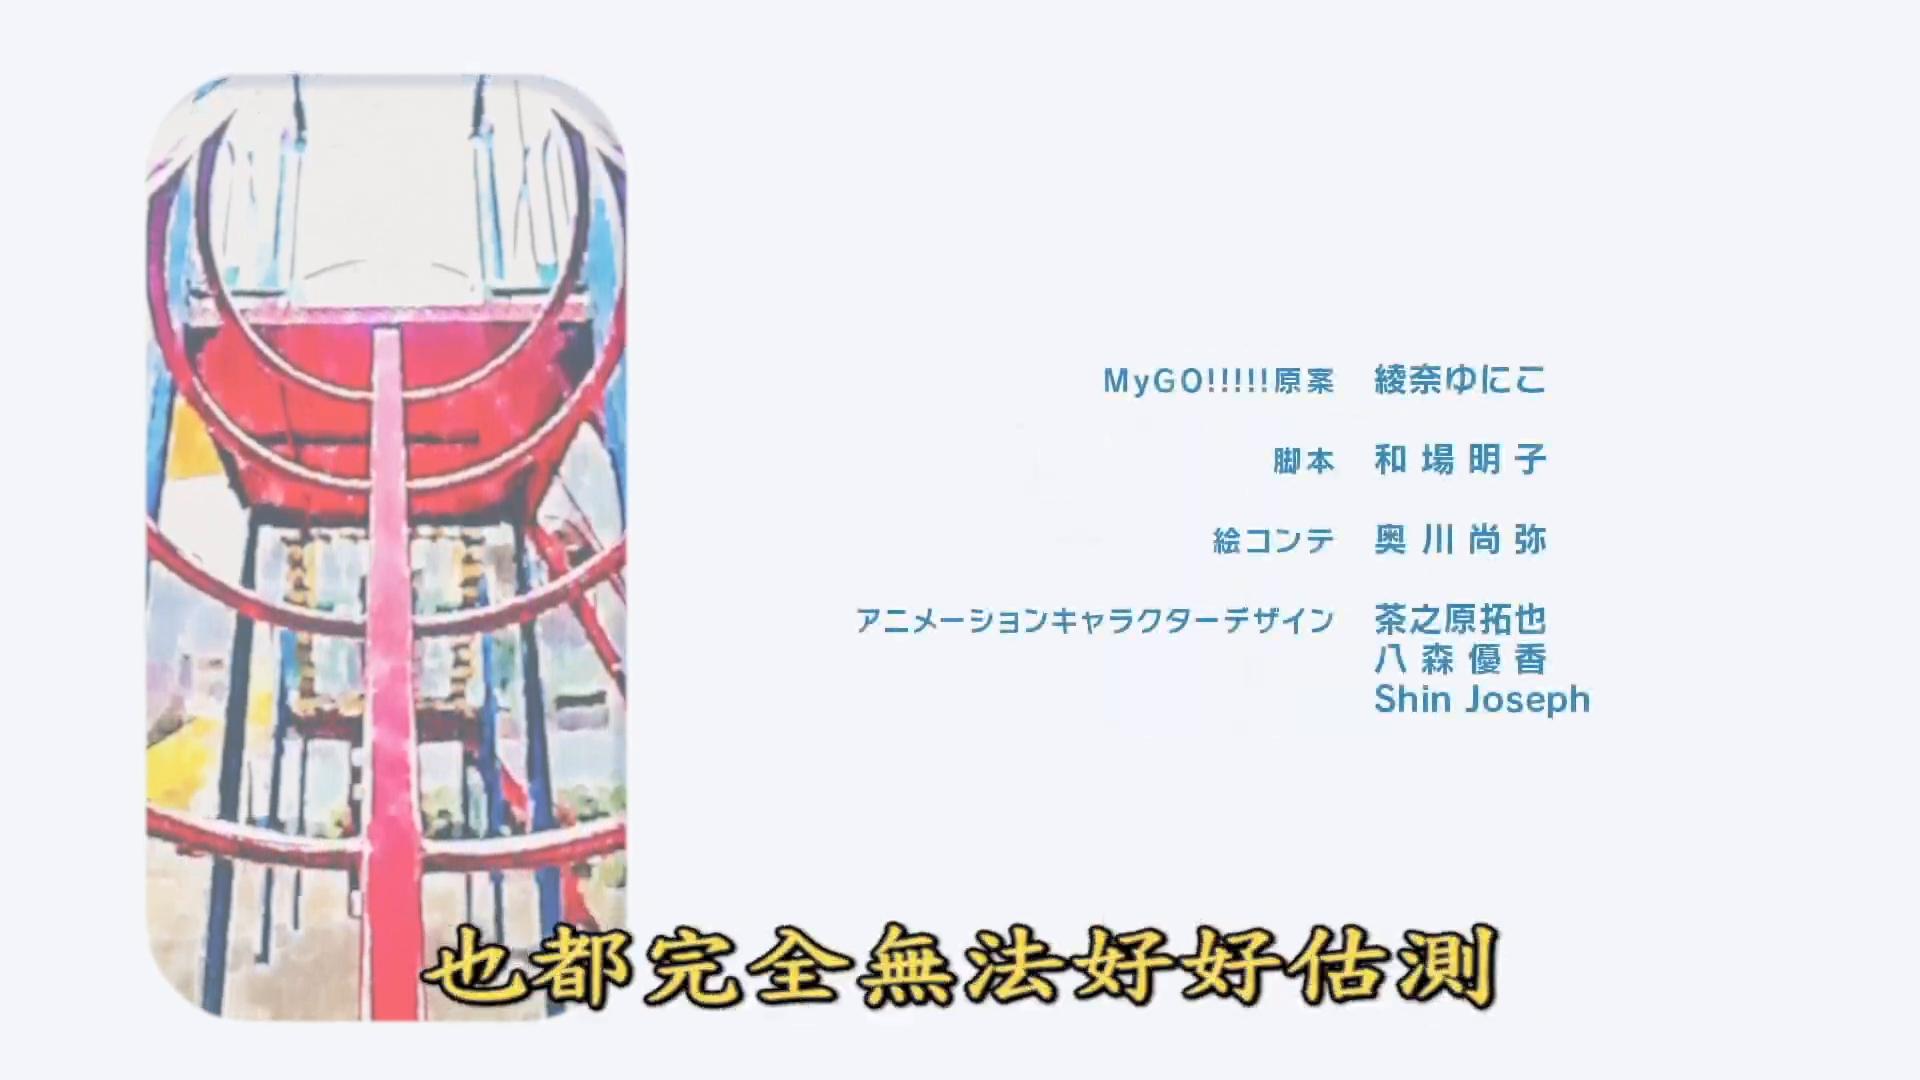 MyGO!!!!!原案 綾奈ゆにこ
脚本 和場明子
絵コンテ 奥川尚弥
アニメーションキャラクターデザイン 茶之原拓也
八森優香
Shin Joseph
也都完全無法好好估測